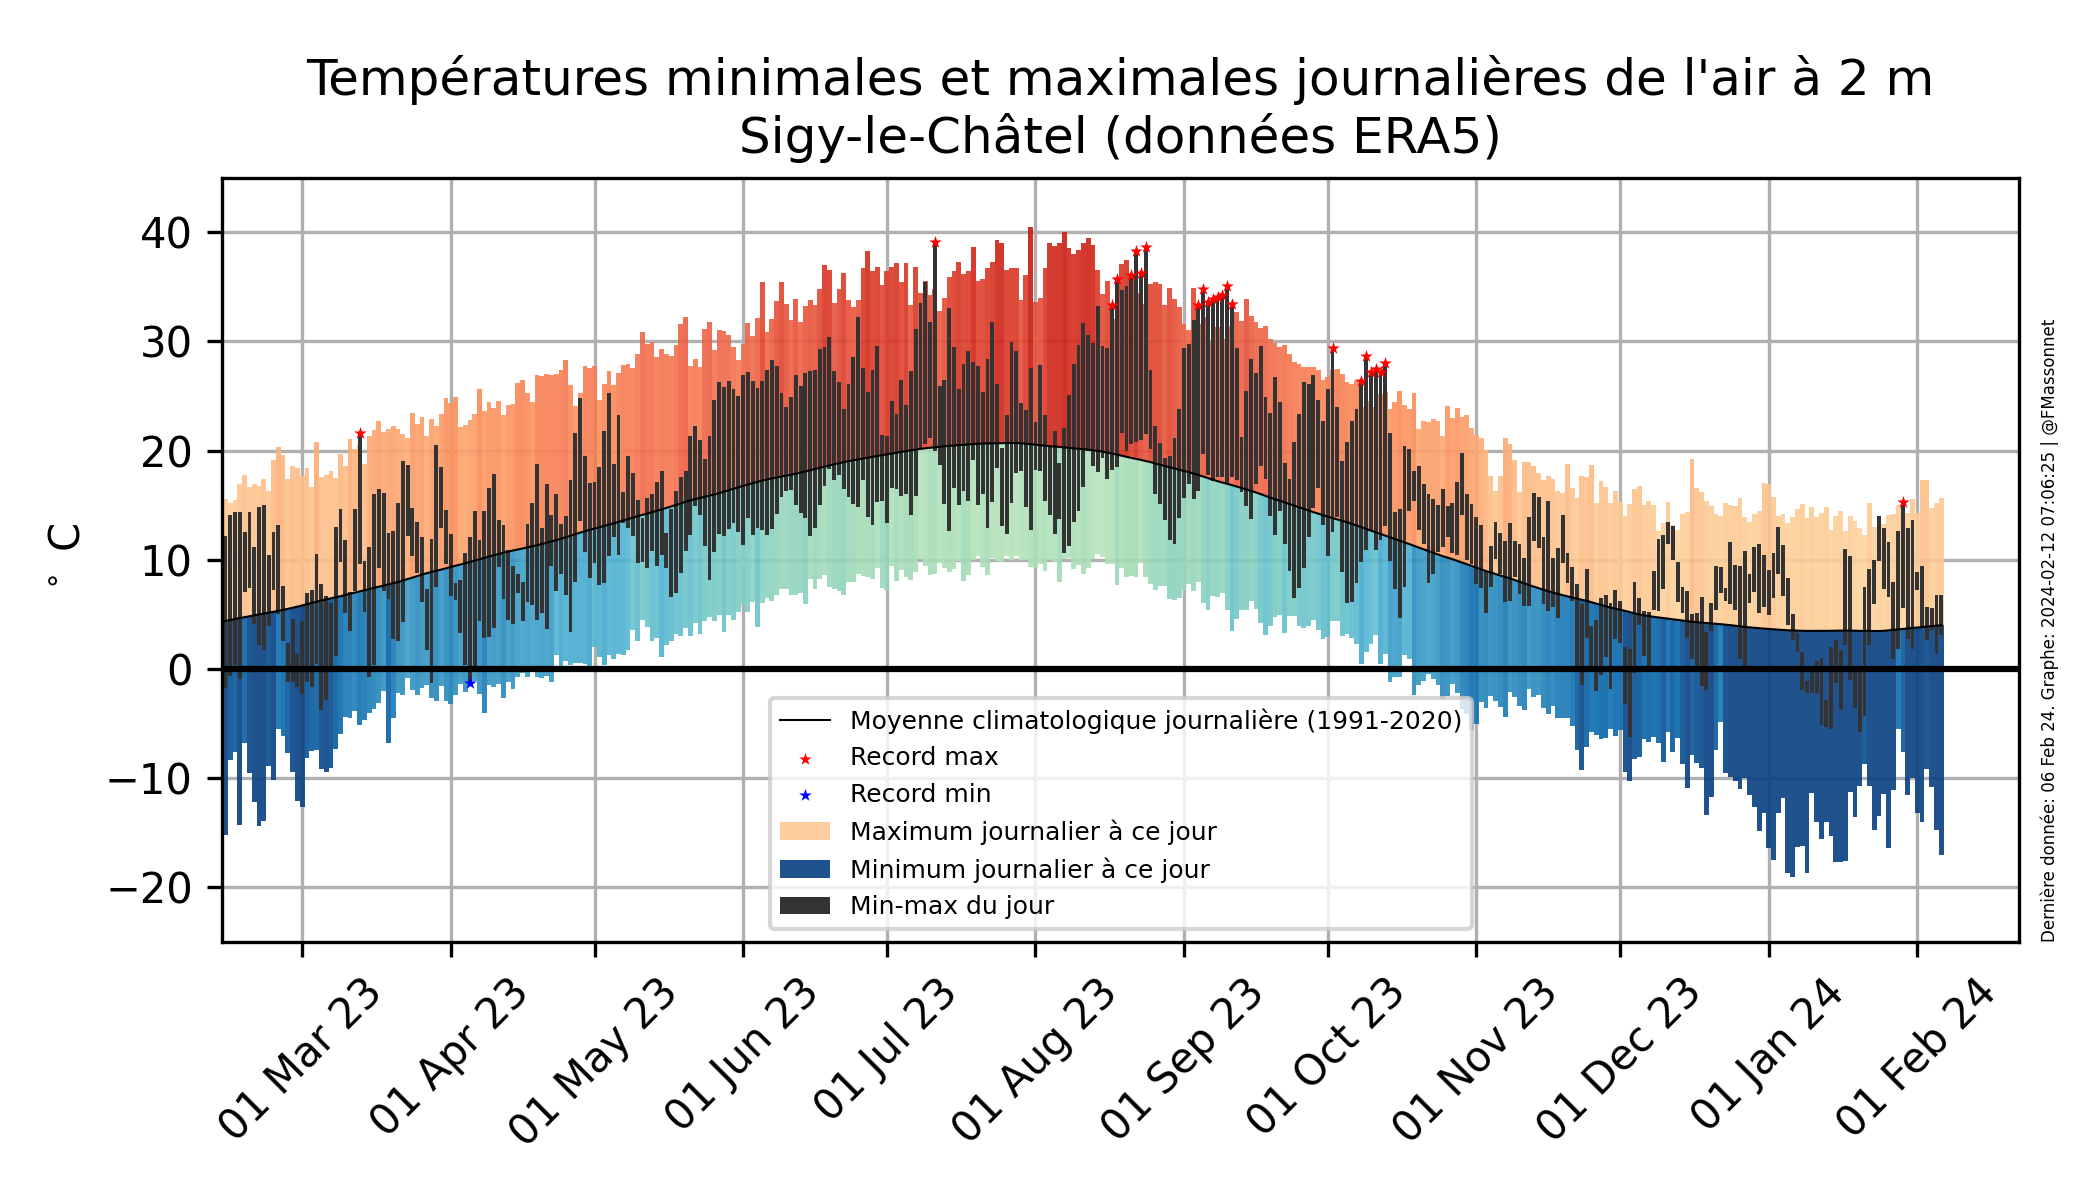 Températures minimales et maximales journalières de l'air à 2 m
Sigy-le-Châtel (données ERA5)
° C
40
30
20
10
0
−10
−20
Moyenne climatologique journalière (1991-2020)
Record max
Record min
Maximum journalier à ce jour
Minimum journalier à ce jour
Min-max du jour
01 Mar 23
01 Apr 23
01 May 23
01 Jun 23
01 Jul 23
01 Aug 23
01 Sep 23
01 Oct 23
01 Nov 23
01 Dec 23
01 Jan 24
01 Feb 24
Dernière donnée: 06 Feb 24. Graphe: 2024-02-12 07:06:25 | @FMassonnet